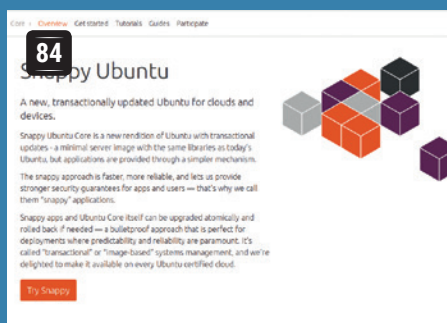 Core › Overview Get started Tutorials Guides Participate
84
Snappy Ubuntu
A new, transactionally updated Ubuntu for clouds and
devices.
Snappy Ubuntu Core is a new rendition of Ubuntu with transactional
updates - a minimal server image with the same libraries as today's
Ubuntu, but applications are provided through a simpler mechanism.
The snappy approach is faster, more reliable, and lets us provide
stronger security guarantees for apps and users — that's why we call
them "snappy" applications.
Snappy apps and Ubuntu Core itself can be upgraded atomically and
rolled back if needed — a bulletproof approach that is perfect for
deployments where predictability and reliability are paramount. It's
called "transactional" or "image-based" systems management, and we're
delighted to make it available on every Ubuntu certified cloud.
Try Snappy